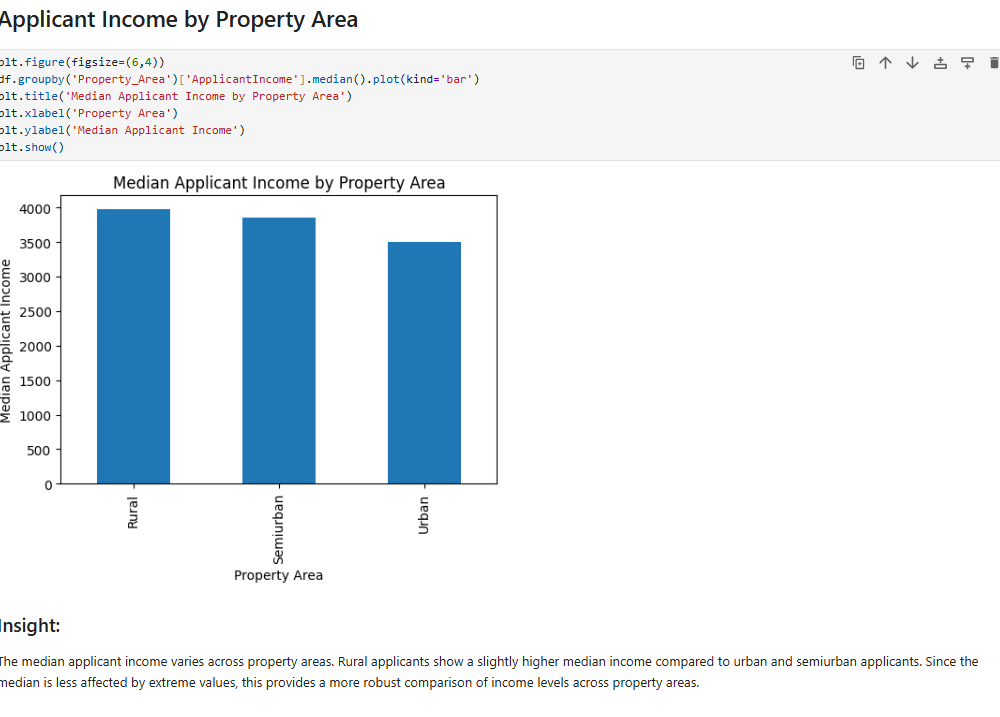 Applicant Income by Property Area
plt.figure(figsize=(6,4))
df.groupby('Property_Area')['ApplicantIncome'].median().plot(kind='bar')
plt.title('Median Applicant Income by Property Area')
plt.xlabel('Property Area')
plt.ylabel('Median Applicant Income')
plt.show()
Median Applicant Income by Property Area
4000
3500
3000
2500
2000
1500
1000
500
0
Median Applicant Income
Rural
Semiurban
Urban
Property Area
Insight:
The median applicant income varies across property areas. Rural applicants show a slightly higher median income compared to urban and semiurban applicants. Since the
median is less affected by extreme values, this provides a more robust comparison of income levels across property areas.